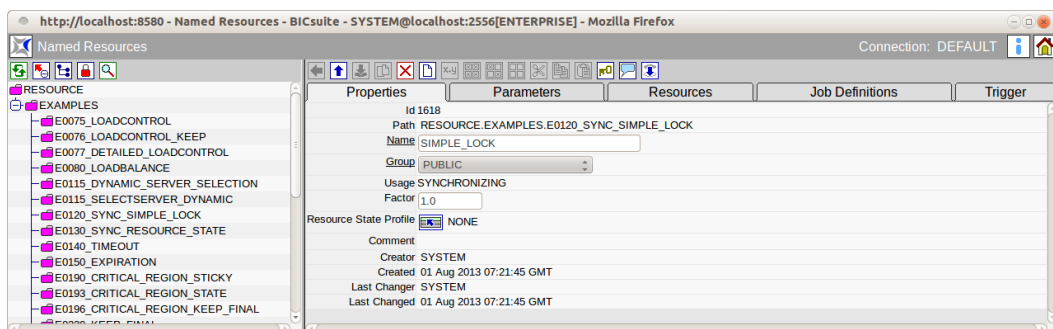 http://localhost:8580 - Named Resources - BICsuite - SYSTEM@localhost:2556[ENTERPRISE] - Mozilla Firefox
Named Resources
Connection: DEFAULT
RESOURCE
EXAMPLES
E0075_LOADCONTROL
E0076_LOADCONTROL_KEEP
E0077_DETAILED_LOADCONTROL
E0080_LOADBALANCE
E0115_DYNAMIC_SERVER_SELECTION
E0115_SELECTSERVER_DYNAMIC
E0120_SYNC_SIMPLE_LOCK
E0130_SYNC_RESOURCE_STATE
E0140_TIMEOUT
E0150_EXPIRATION
E0190_CRITICAL_REGION_STICKY
E0193_CRITICAL_REGION_STATE
E0196_CRITICAL_REGION_KEEP_FINAL
Properties Parameters Resources Job Definitions Trigger
Id 1618
Path RESOURCE.EXAMPLES.E0120_SYNC_SIMPLE_LOCK
Name SIMPLE_LOCK
Group PUBLIC
Usage SYNCHRONIZING
Factor 1.0
Resource State Profile NONE
Comment
Creator SYSTEM
Created 01 Aug 2013 07:21:45 GMT
Last Changer SYSTEM
Last Changed 01 Aug 2013 07:21:45 GMT